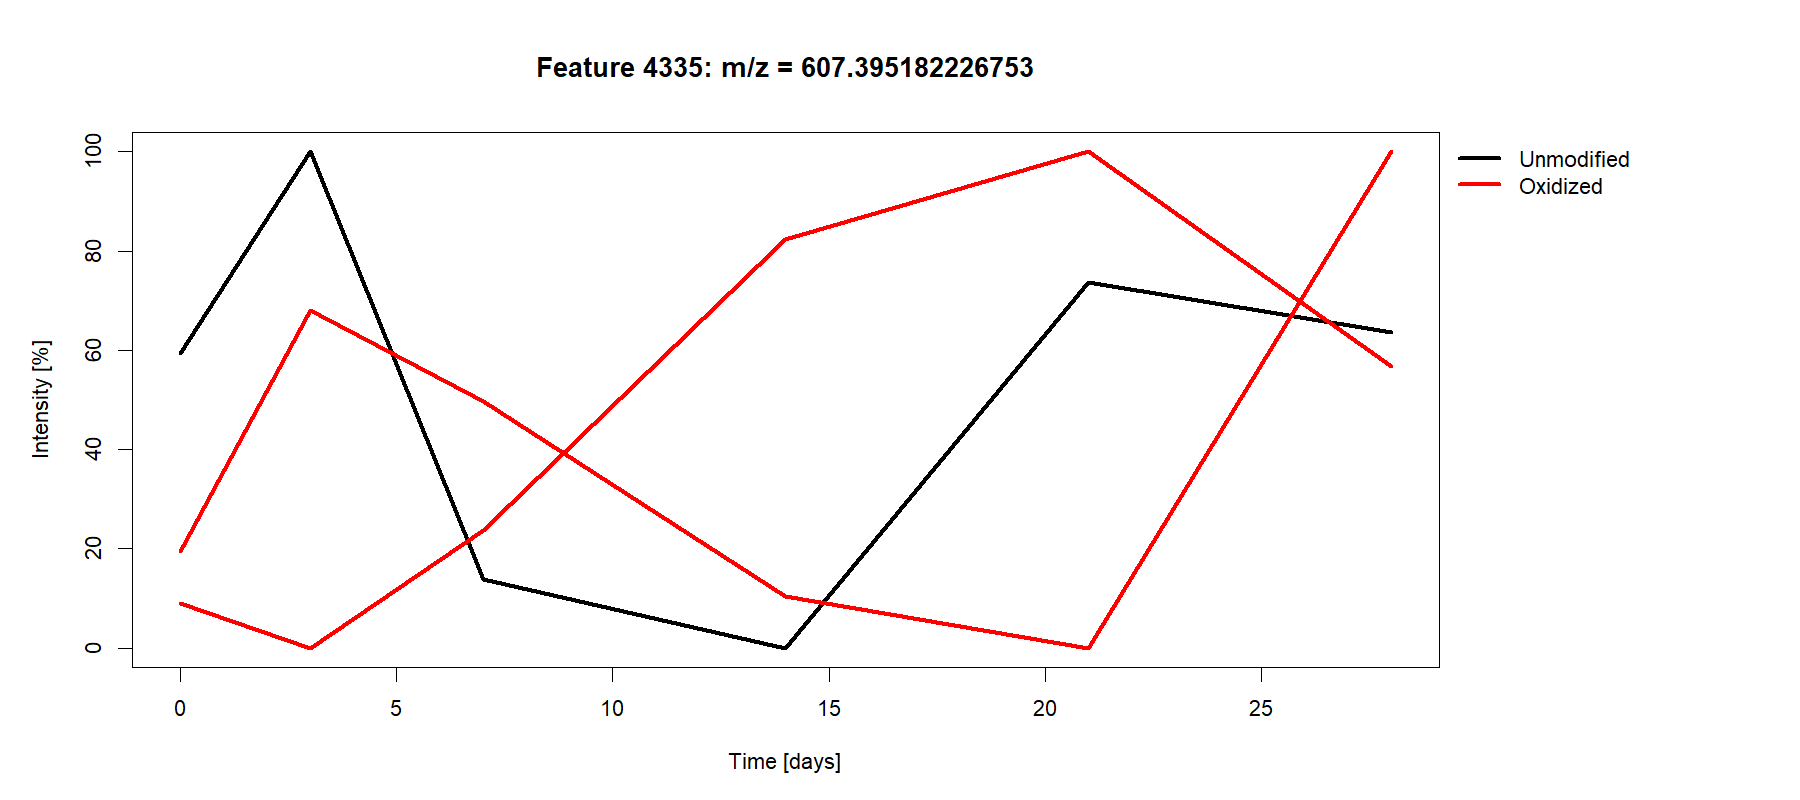 Feature 4335: m/z = 607.395182226753
Unmodified
Oxidized
Intensity [%]
100
80
60
40
20
0
0 5 10 15 20 25
Time [days]